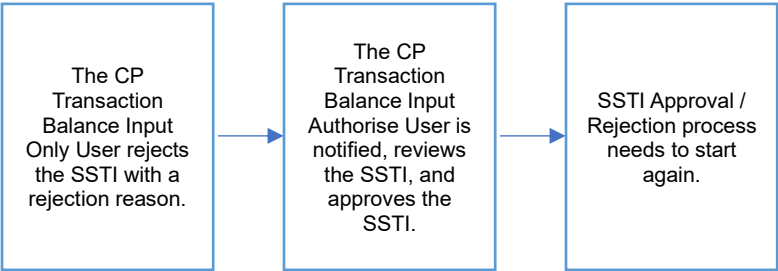 The CP
Transaction
Balance Input
Only User rejects
the SSTI with a
rejection reason.
The CP
Transaction
Balance Input
Authorise User is
notified, reviews
the SSTI, and
approves the
SSTI.
SSTI Approval /
Rejection process
needs to start
again.